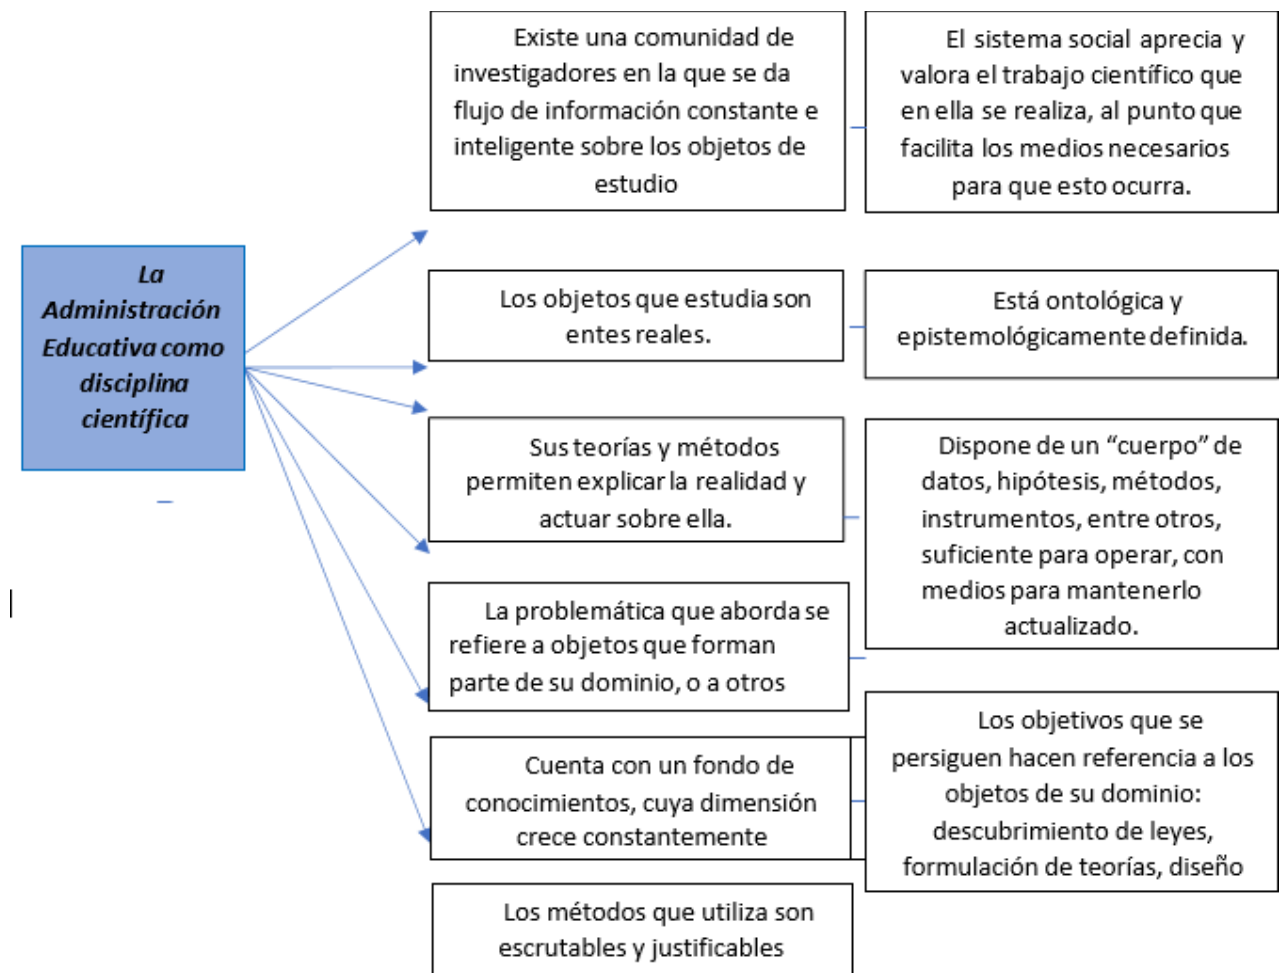 Existe una comunidad de
investigadores en la que se da
flujo de información constante e
inteligente sobre los objetos de
estudio
El sistema social aprecia y
valora el trabajo científico que
en ella se realiza, al punto que
facilita los medios necesarios
para que esto ocurra.
La
Administración
Educativa como
disciplina
científica
Los objetos que estudia son
entes reales.
Está ontológica y
epistemológicamente definida.
Sus teorías y métodos
permiten explicar la realidad y
actuar sobre ella.
Dispone de un “cuerpo” de
datos, hipótesis, métodos,
instrumentos, entre otros,
suficiente para operar, con
medios para mantenerlo
actualizado.
La problemática que aborda se
refiere a objetos que forman
parte de su dominio, o a otros
Los objetivos que se
persiguen hacen referencia a los
objetos de su dominio:
descubrimiento de leyes,
formulación de teorías, diseño
Cuenta con un fondo de
conocimientos, cuya dimensión
crece constantemente
Los métodos que utiliza son
escrutables y justificables